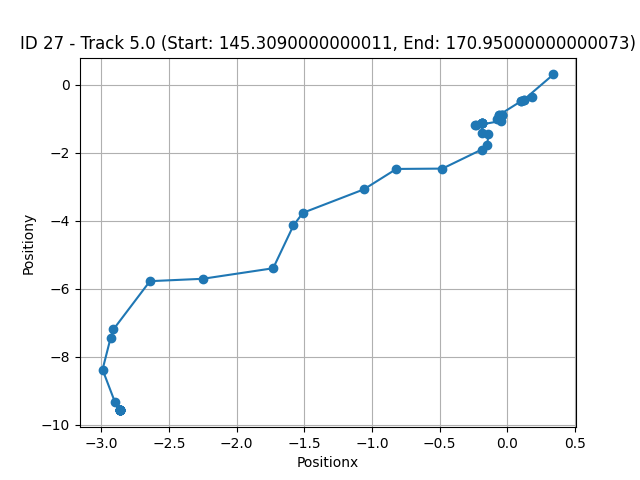 ID 27 - Track 5.0 (Start: 145.3090000000011, End: 170.95000000000073)
Positiony
0
−2
−4
−6
−8
−10
−3.0 −2.5 −2.0 −1.5 −1.0 −0.5 0.0 0.5
Positionx